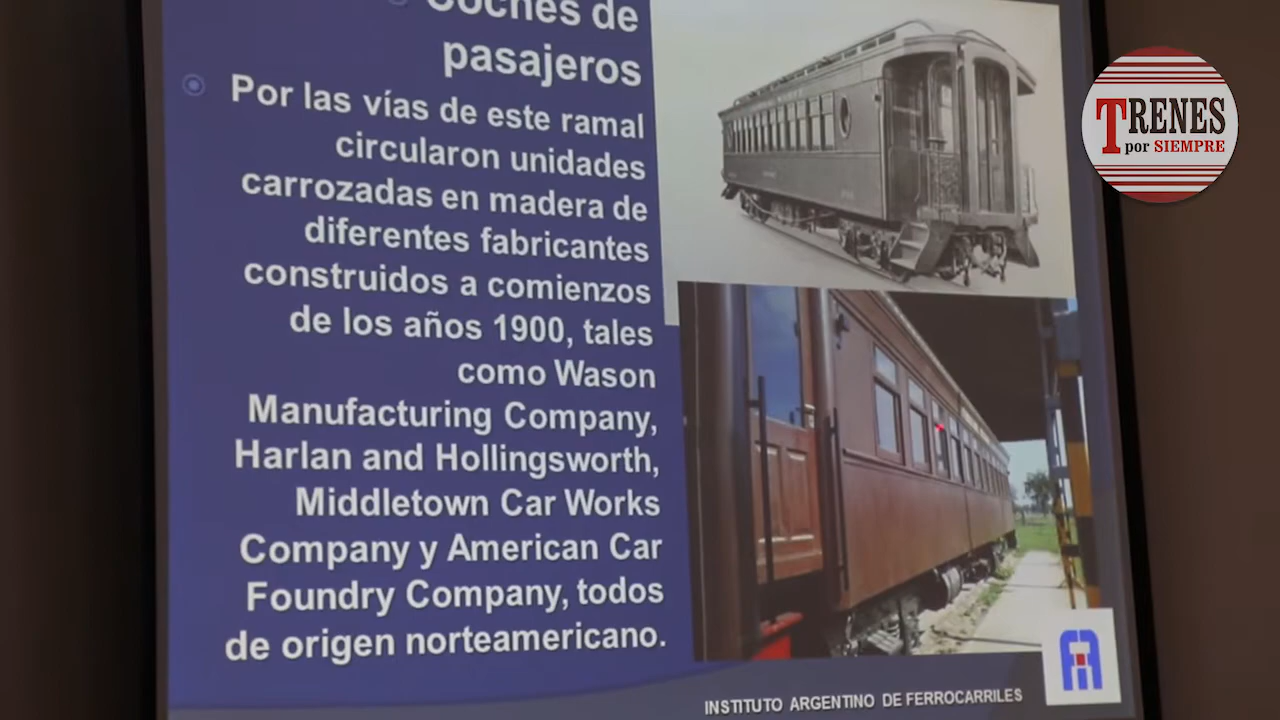 Coches de
pasajeros
Por las vías de este ramal
circularon unidades
carrozadas en madera de
diferentes fabricantes
construidos a comienzos
de los años 1900, tales
como Wason
Manufacturing Company,
Harlan and Hollingsworth,
Middletown Car Works
Company y American Car
Foundry Company, todos
de origen norteamericano.
INSTITUTO ARGENTINO DE FERROCARRILES
TRENES
por SIEMPRE